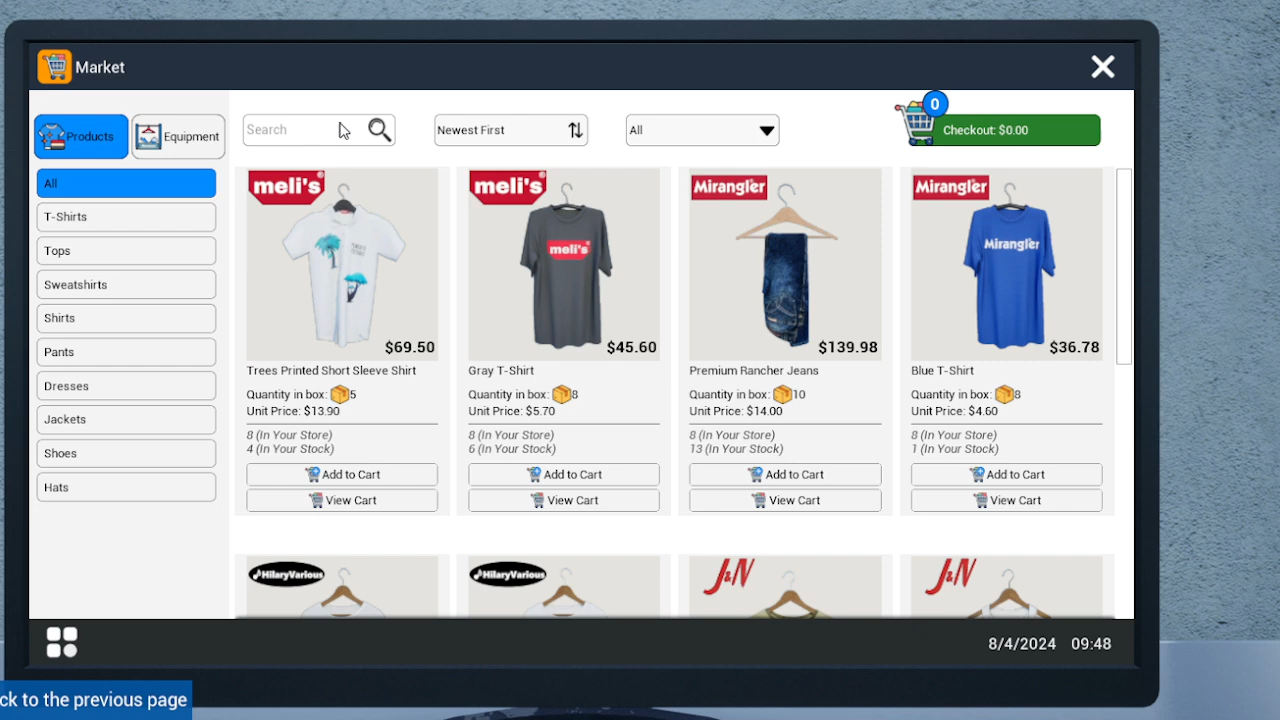 Market
Products
Equipment
Search
Newest First
All
0
Checkout: $0.00
All
T-Shirts
Tops
Sweatshirts
Shirts
Pants
Dresses
Jackets
Shoes
Hats
meli's
$69.50
Trees Printed Short Sleeve Shirt
Quantity in box: 5
Unit Price: $13.90
8 (In Your Store)
4 (In Your Stock)
Add to Cart
View Cart
meli's
meli's
$45.60
Gray T-Shirt
Quantity in box: 8
Unit Price: $5.70
8 (In Your Store)
6 (In Your Stock)
Add to Cart
View Cart
Mirangler
$139.98
Premium Rancher Jeans
Quantity in box: 10
Unit Price: $14.00
8 (In Your Store)
13 (In Your Stock)
Add to Cart
View Cart
Mirangler
Mirangler
$36.78
Blue T-Shirt
Quantity in box: 8
Unit Price: $4.60
8 (In Your Store)
1 (In Your Stock)
Add to Cart
View Cart
HilaryVarious
HilaryVarious
J&N
J&N
8/4/2024 09:48
ck to the previous page